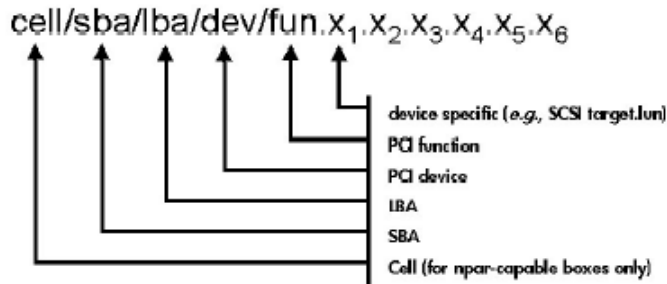 cell/sba/lba/dev/fun.x1.x2.x3.x4.x5.x6
device specific (e.g., SCSI target.lun)
PCI function
PCI device
LBA
SBA
Cell (for npar-capable boxes only)